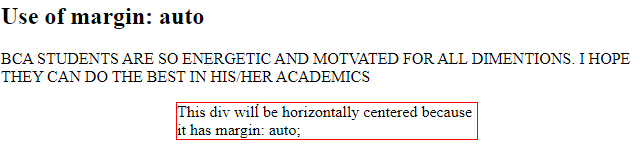 Use of margin: auto
BCA STUDENTS ARE SO ENERGETIC AND MOTVATED FOR ALL DIMENTIONS. I HOPE
THEY CAN DO THE BEST IN HIS/HER ACADEMICS
This div will be horizontally centered because
it has margin: auto;